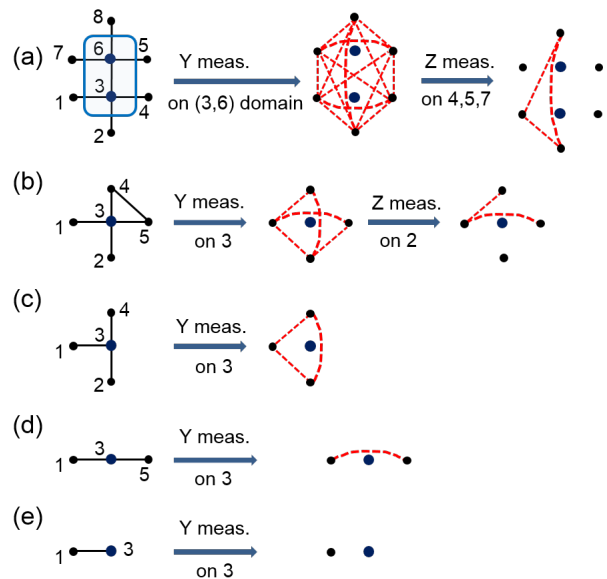 8
7 6 5
(a)
Y meas.
on (3,6) domain
Z meas.
on 4,5,7
1 3 4
2
(b)
4
1 3 5
2
Y meas.
on 3
Z meas.
on 2
(c)
4
3
1
2
Y meas.
on 3
(d)
3
1 5
Y meas.
on 3
(e)
1 3
Y meas.
on 3